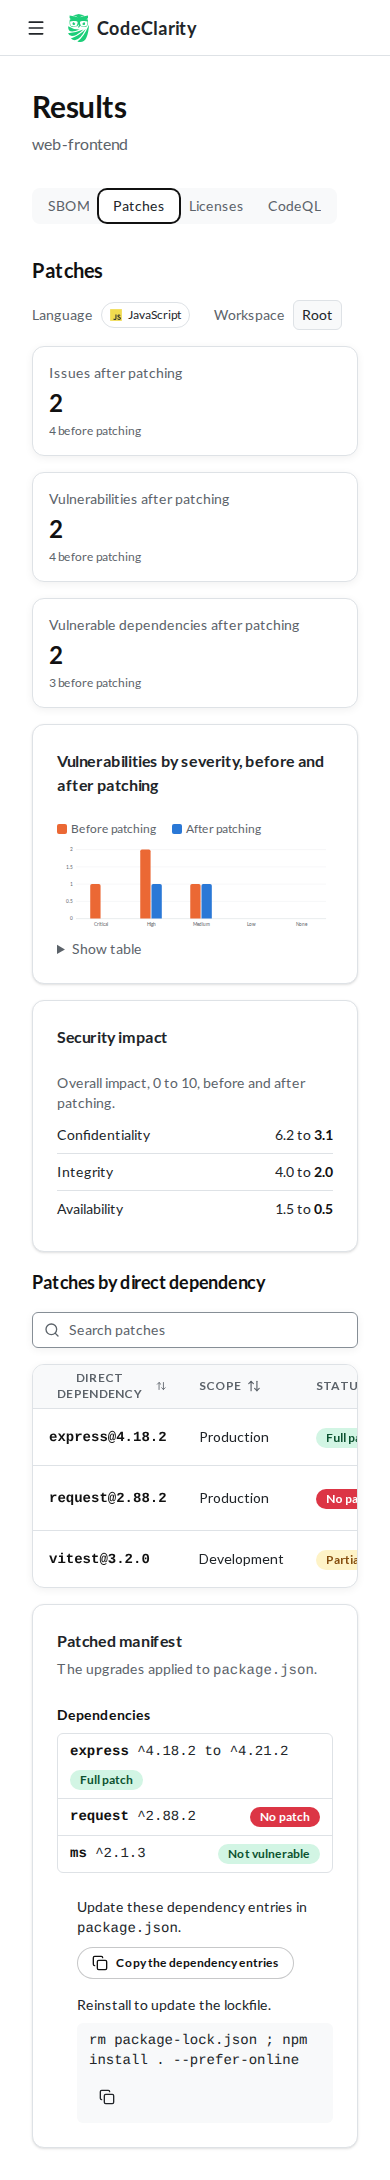 CodeClarity
Results
web-frontend
SBOM Patches Licenses CodeQL
Patches
Language JS JavaScript Workspace Root
Issues after patching
2
4 before patching
Vulnerabilities after patching
2
4 before patching
Vulnerable dependencies after patching
2
3 before patching
Vulnerabilities by severity, before and
after patching
Before patching After patching
2
1.5
1
0.5
0
Critical High Medium Low None
Show table
Security impact
Overall impact, 0 to 10, before and after
patching.
Confidentiality 6.2 to 3.1
Integrity 4.0 to 2.0
Availability 1.5 to 0.5
Patches by direct dependency
Search patches
DIRECT
DEPENDENCY SCOPE STATU
express@4.18.2 Production Full pa
request@2.88.2 Production No pa
vitest@3.2.0 Development Partia
Patched manifest
The upgrades applied to package.json.
Dependencies
express ^4.18.2 to ^4.21.2
Full patch
request ^2.88.2 No patch
ms ^2.1.3 Not vulnerable
Update these dependency entries in
package.json.
Copy the dependency entries
Reinstall to update the lockfile.
rm package-lock.json ; npm
install . --prefer-online